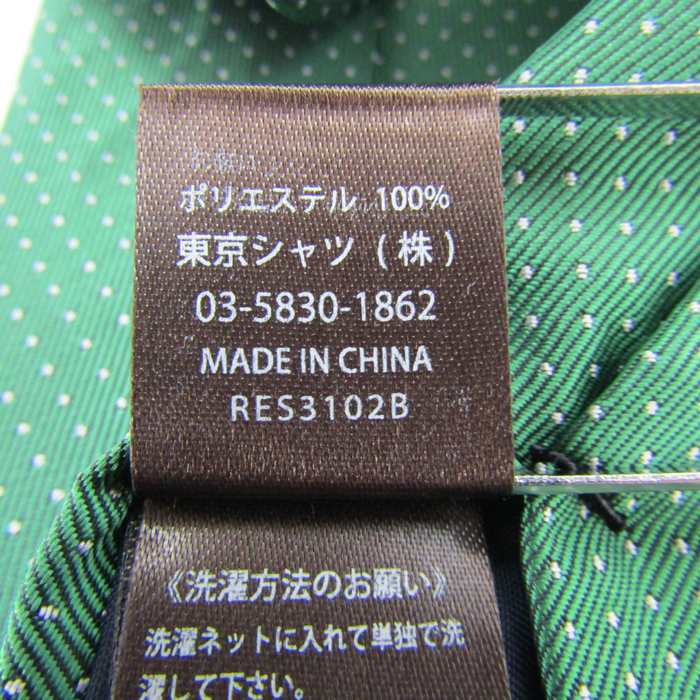 ポリエステル 100%
東京シャツ (株)
03-5830-1862
MADE IN CHINA
RES3102B
《洗濯方法のお願い》
洗濯ネットに入れて単独で洗
濯して下さい。